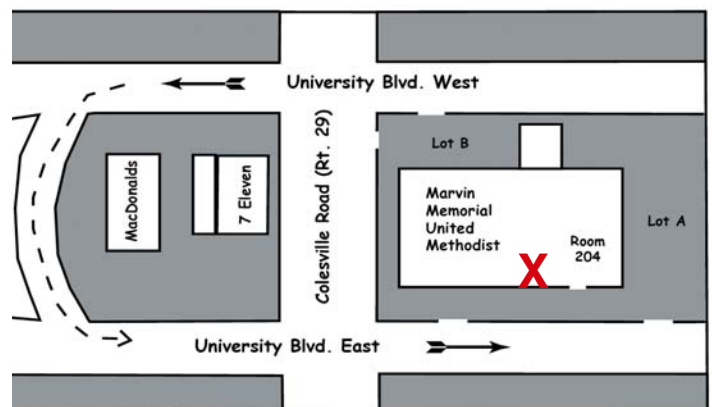 University Blvd. West
Colesville Road (Rt. 29)
MacDonalds
7 Eleven
Lot B
Marvin
Memorial
United
Methodist
Room
204
Lot A
X
University Blvd. East